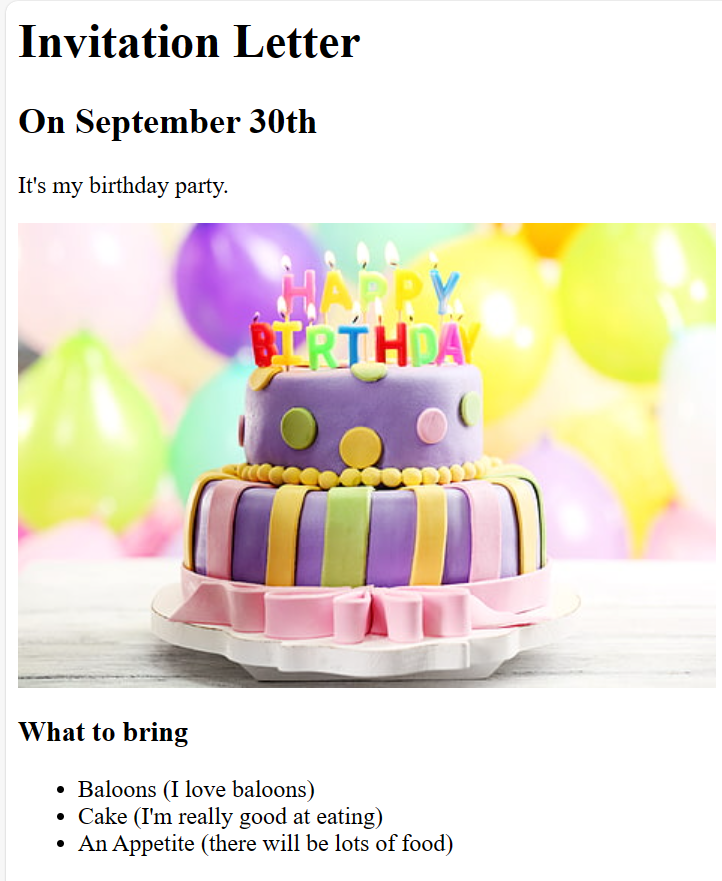 Invitation Letter
On September 30th
It's my birthday party.
HAPPY
BIRTHDAY
What to bring
Baloons (I love baloons)
Cake (I'm really good at eating)
An Appetite (there will be lots of food)